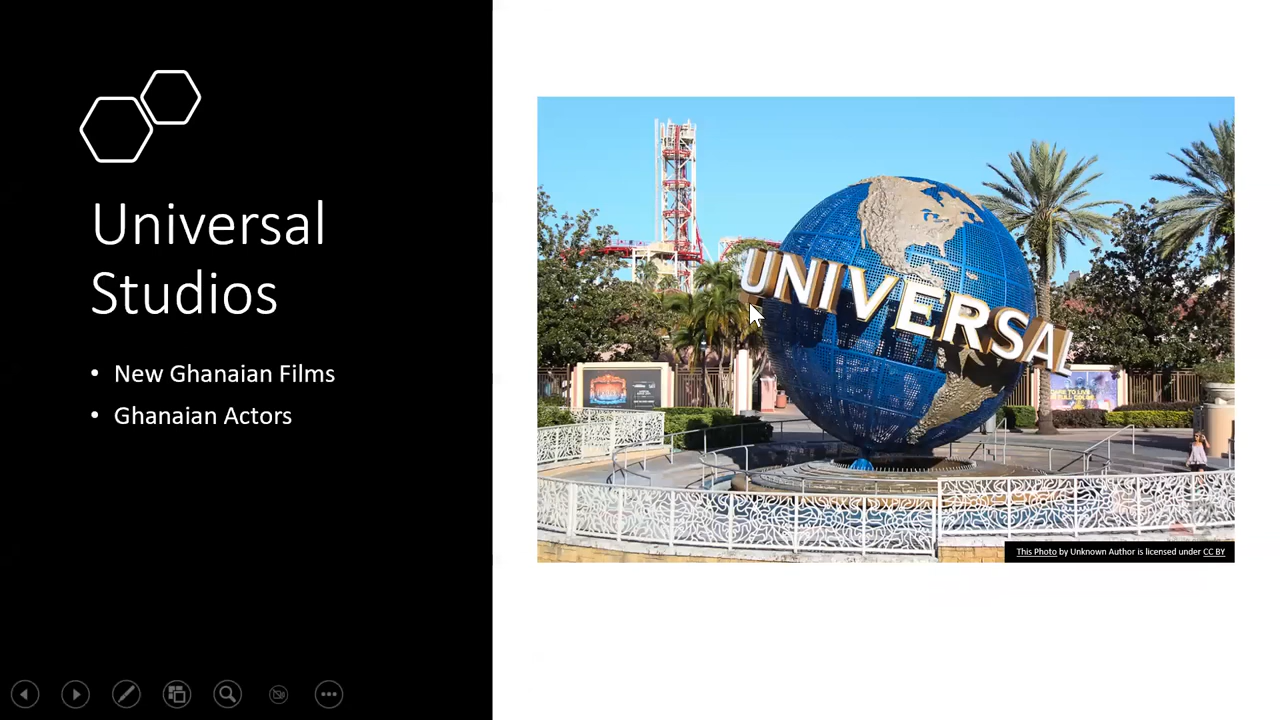 Universal
Studios
• New Ghanaian Films
• Ghanaian Actors
UNIVERSAL
This Photo by Unknown Author is licensed under CC BY